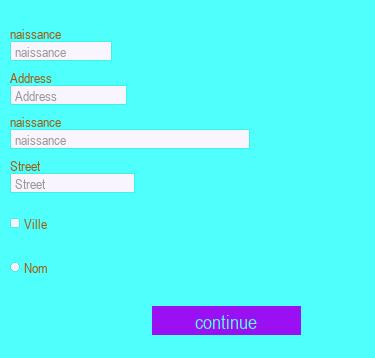 naissance
naissance
Address
Address
naissance
naissance
Street
Street
Ville
Nom
continue